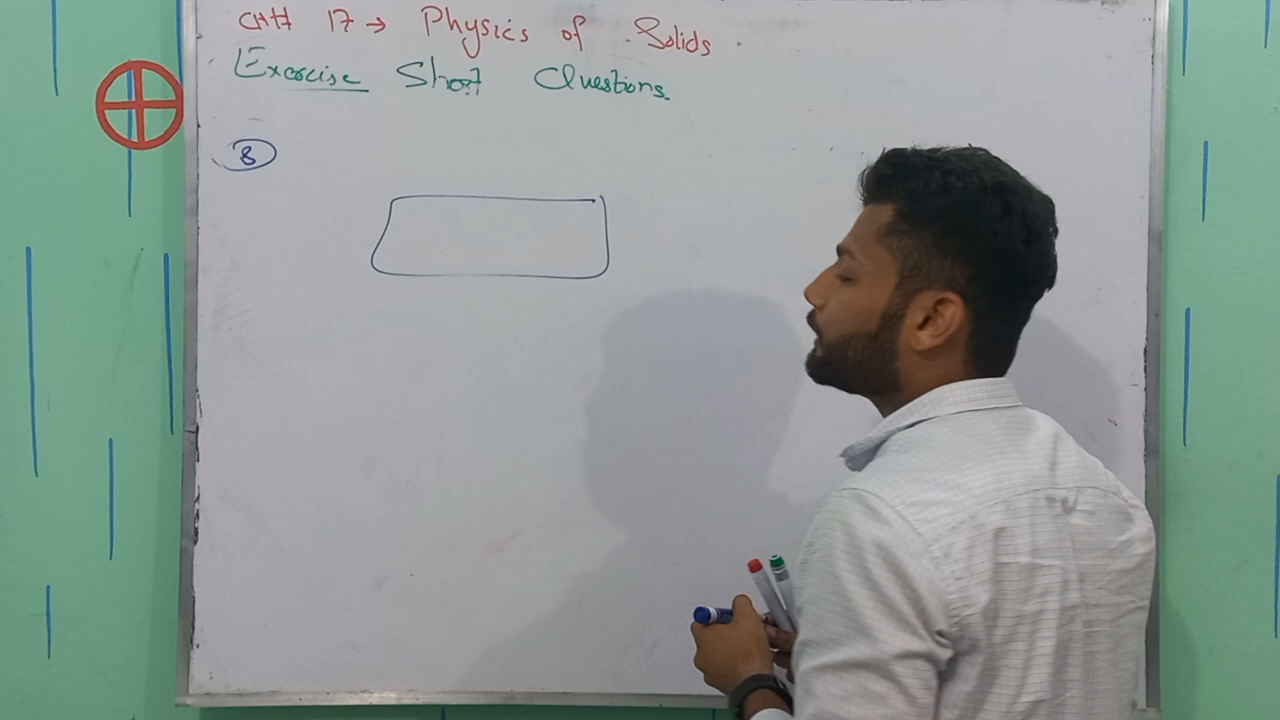 CH# 17 → Physics of Solids
Exercise Short Questions.
8